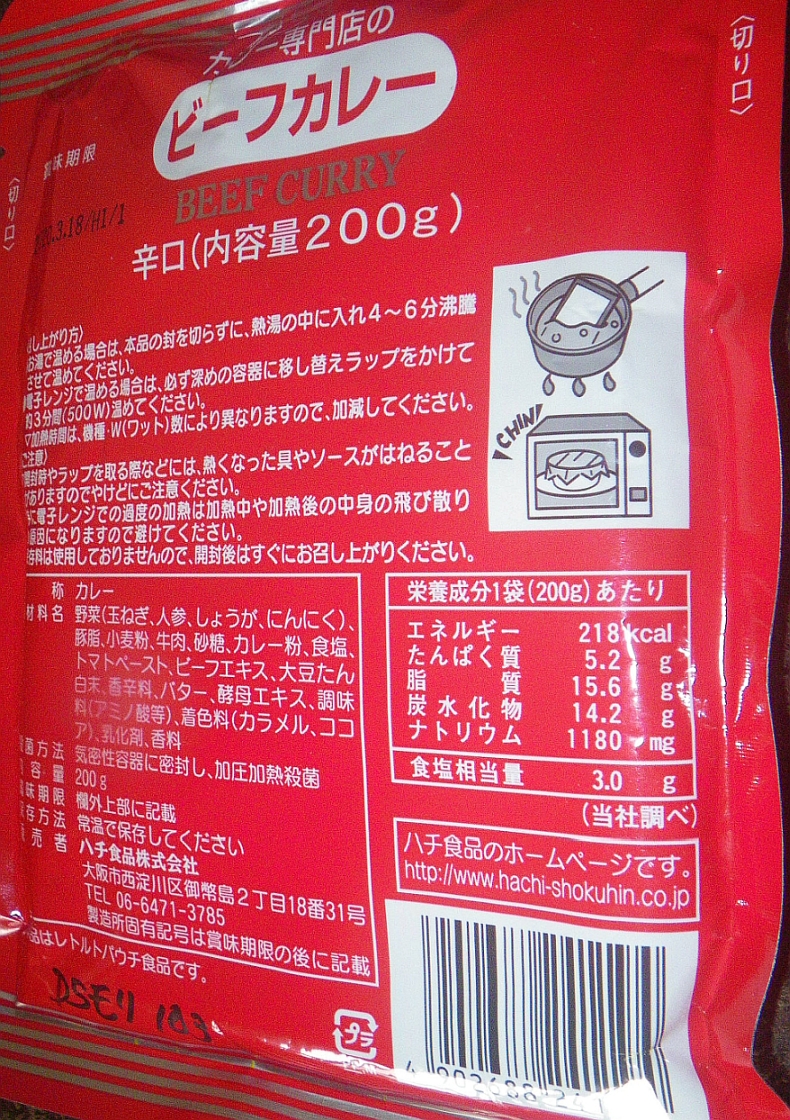 カレー専門店の
ビーフカレー
BEEF CURRY
辛口(内容量200g)
〈切り口〉
〈切り口〉
賞味期限
.3.18/H1/1
し上がり方〉
お湯で温める場合は、本品の封を切らずに、熱湯の中に入れ4~6分沸騰
させて温めてください。
電子レンジで温める場合は、必ず深めの容器に移し替えラップをかけて
約3分間(500W)温めてください。
▽加熱時間は、機種・W(ワット)数により異なりますので、加減してください。
ご注意〉
開封時やラップを取る際などには、熱くなった具やソースがはねること
がありますのでやけどにご注意ください。
に電子レンジでの過度の加熱は加熱中や加熱後の中身の飛び散り
原因になりますので避けてください。
存料は使用しておりませんので、開封後はすぐにお召し上がりください。
CHIN!
称 カレー
材料名 野菜(玉ねぎ、人参、しょうが、にんにく)、
豚脂、小麦粉、牛肉、砂糖、カレー粉、食塩、
トマトペースト、ビーフエキス、大豆たん
白末、香辛料、バター、酵母エキス、調味
料(アミノ酸等)、着色料(カラメル、ココ
ア)、乳化剤、香料
菌方法 気密性容器に密封し、加圧加熱殺菌
容量 200g
味期限 欄外上部に記載
存方法 常温で保存してください
売者 ハチ食品株式会社
大阪市西淀川区御幣島2丁目18番31号
TEL 06-6471-3785
製造所固有記号は賞味期限の後に記載
品はレトルトパウチ食品です。
栄養成分1袋(200g)あたり
エネルギー 218kcal
たんぱく質 5.2 g
脂質 15.6 g
炭水化物 14.2 g
ナトリウム 1180 mg
食塩相当量 3.0 g
(当社調べ)
ハチ食品のホームページです。
http://www.hachi-shokuhin.co.jp
DSモリ 103
プラ
4 902688 24